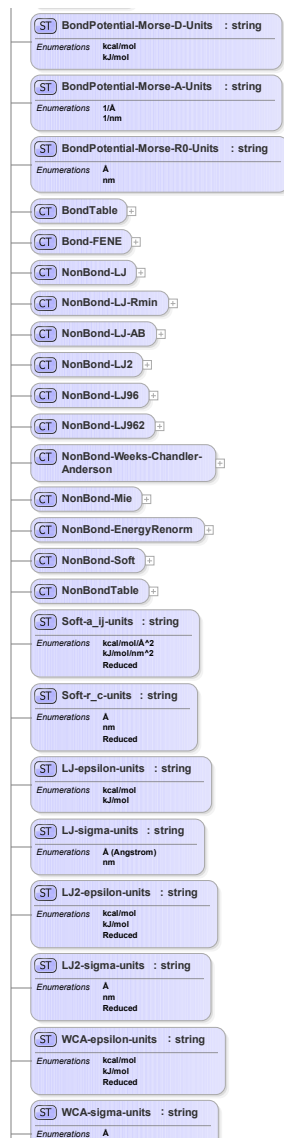 ST BondPotential-Morse-D-Units : string
Enumerations kcal/mol
kJ/mol
ST BondPotential-Morse-A-Units : string
Enumerations 1/Å
1/nm
ST BondPotential-Morse-R0-Units : string
Enumerations Å
nm
CT BondTable
CT Bond-FENE
CT NonBond-LJ
CT NonBond-LJ-Rmin
CT NonBond-LJ-AB
CT NonBond-LJ2
CT NonBond-LJ96
CT NonBond-LJ962
CT NonBond-Weeks-Chandler-
Anderson
CT NonBond-Mie
CT NonBond-EnergyRenorm
CT NonBond-Soft
CT NonBondTable
ST Soft-a_ij-units : string
Enumerations kcal/mol/Å^2
kJ/mol/nm^2
Reduced
ST Soft-r_c-units : string
Enumerations Å
nm
Reduced
ST LJ-epsilon-units : string
Enumerations kcal/mol
kJ/mol
ST LJ-sigma-units : string
Enumerations Å (Angstrom)
nm
ST LJ2-epsilon-units : string
Enumerations kcal/mol
kJ/mol
Reduced
ST LJ2-sigma-units : string
Enumerations Å
nm
Reduced
ST WCA-epsilon-units : string
Enumerations kcal/mol
kJ/mol
Reduced
ST WCA-sigma-units : string
Enumerations Å